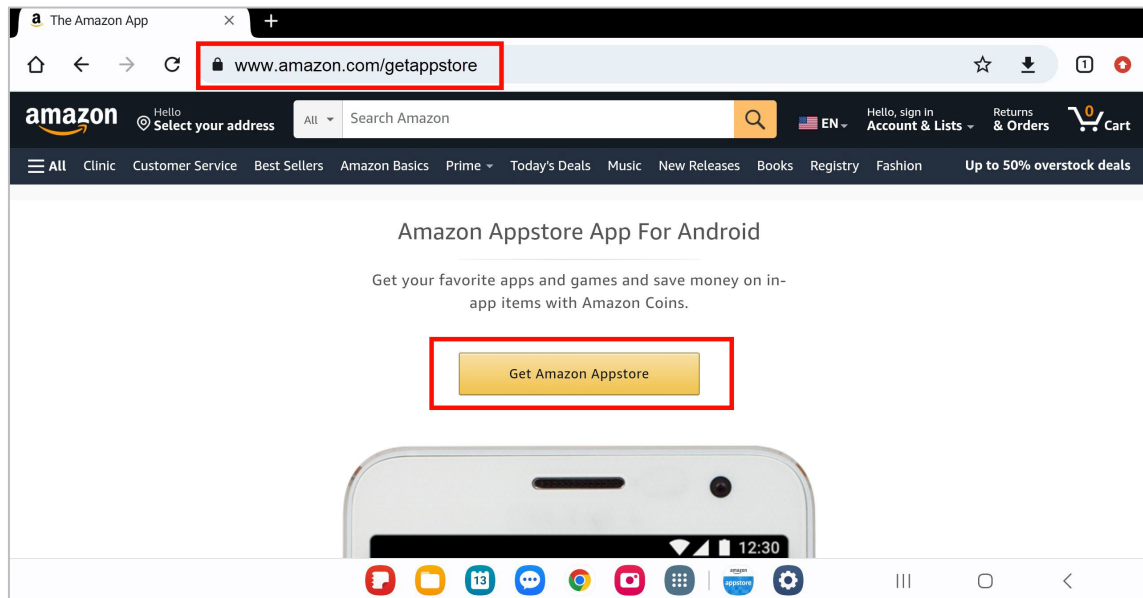 The Amazon App
www.amazon.com/getappstore
1
amazon
Hello
Select your address
All
Search Amazon
EN
Hello, sign in
Account & Lists
Returns
& Orders
0
Cart
All Clinic Customer Service Best Sellers Amazon Basics Prime Today's Deals Music New Releases Books Registry Fashion Up to 50% overstock deals
Amazon Appstore App For Android
Get your favorite apps and games and save money on in-
app items with Amazon Coins.
Get Amazon Appstore
12:30
13
amazon
appstore